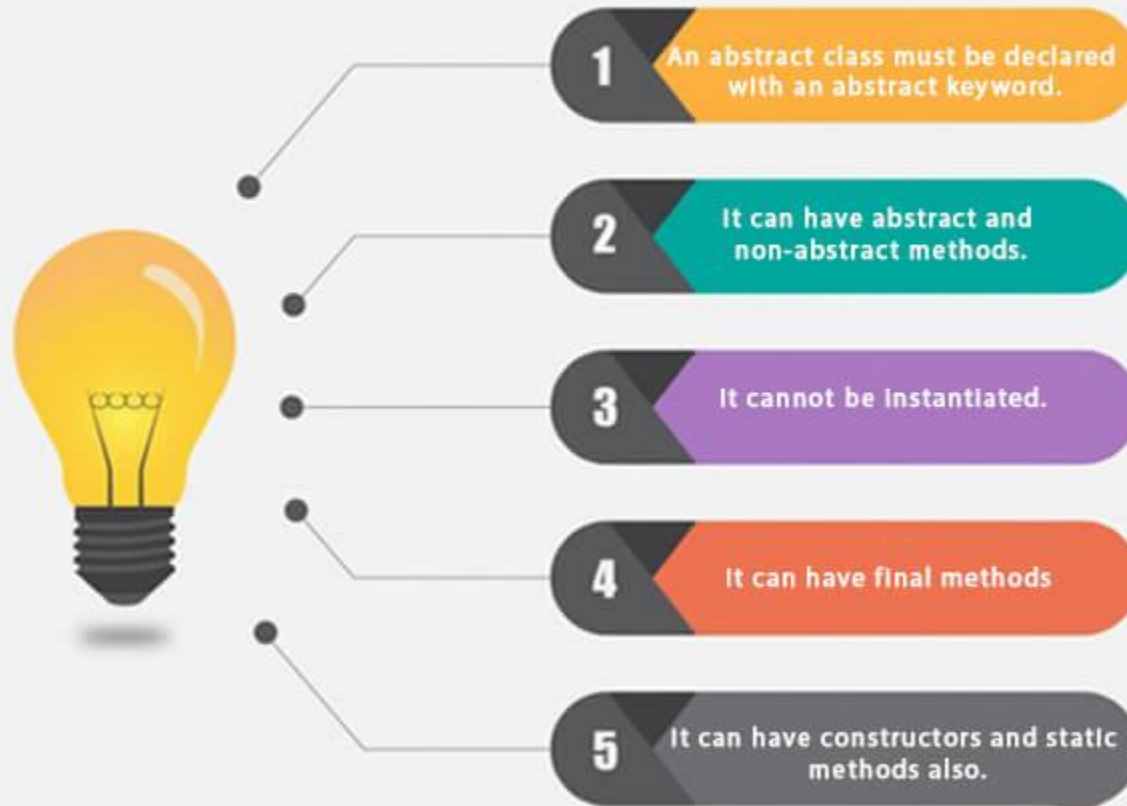 1
An abstract class must be declared
with an abstract keyword.
2
It can have abstract and
non-abstract methods.
3
It cannot be instantiated.
4
It can have final methods
5
It can have constructors and static
methods also.